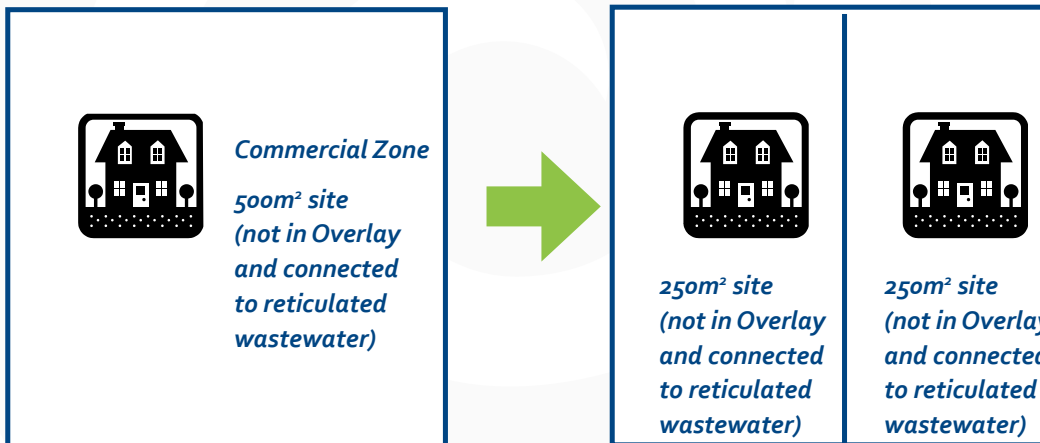 Commercial Zone
500m² site
(not in Overlay
and connected
to reticulated
wastewater)
250m² site
(not in Overlay
and connected
to reticulated
wastewater)
250m² site
(not in Overlay
and connected
to reticulated
wastewater)